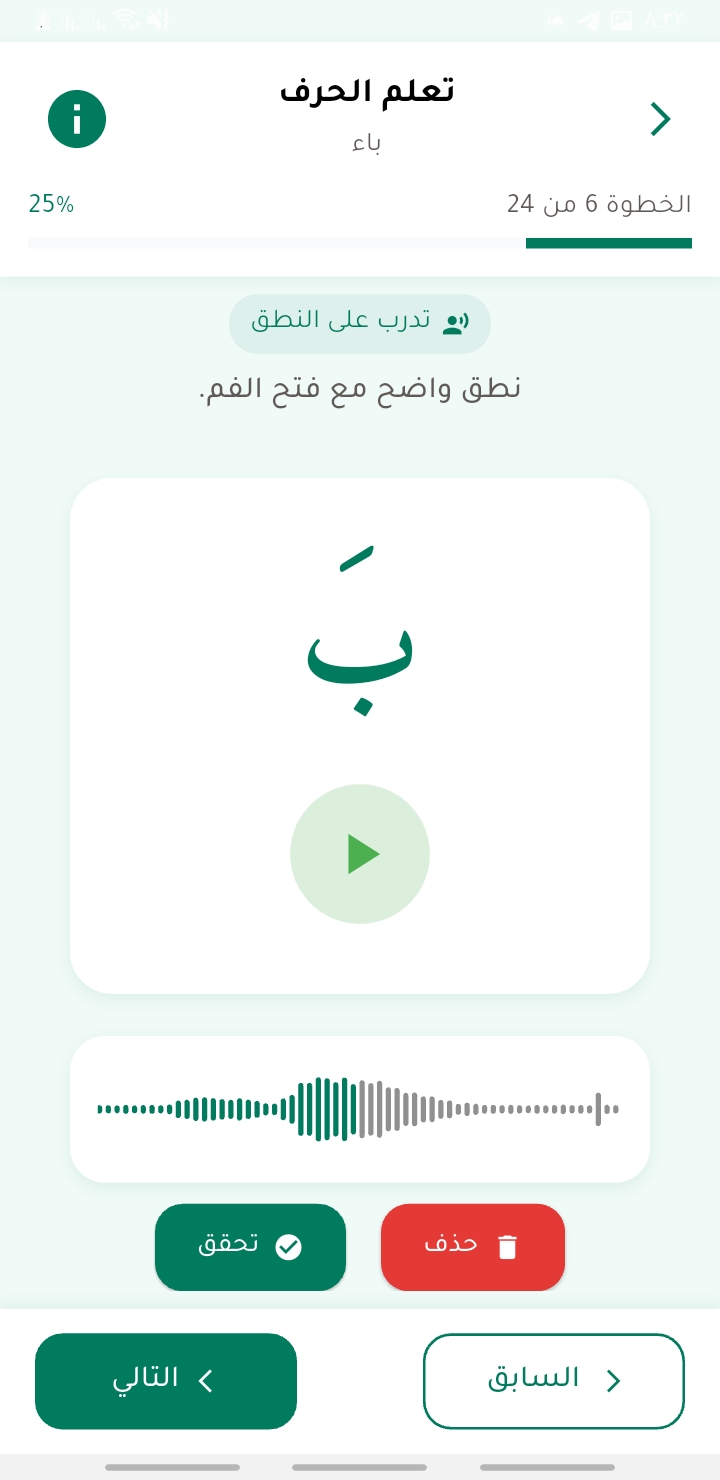 ٨:٢٢
تعلم الحرف
باء
الخطوة 6 من 24
25%
تدرب على النطق
نطق واضح مع فتح الفم.
بَ
حذف
تحقق
السابق
التالي